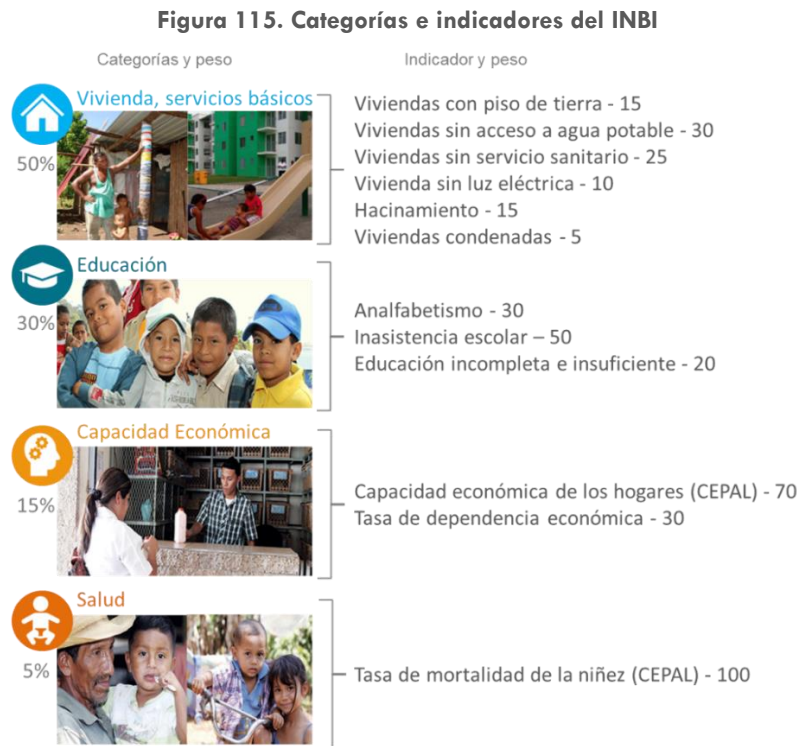 Figura 115. Categorías e indicadores del INBI
Categorías y peso
Indicador y peso
Vivienda, servicios básicos
50%
Viviendas con piso de tierra - 15
Viviendas sin acceso a agua potable - 30
Viviendas sin servicio sanitario - 25
Vivienda sin luz eléctrica - 10
Hacinamiento - 15
Viviendas condenadas - 5
Educación
30%
Analfabetismo - 30
Inasistencia escolar – 50
Educación incompleta e insuficiente - 20
Capacidad Económica
15%
Capacidad económica de los hogares (CEPAL) - 70
Tasa de dependencia económica - 30
Salud
5%
Tasa de mortalidad de la niñez (CEPAL) - 100